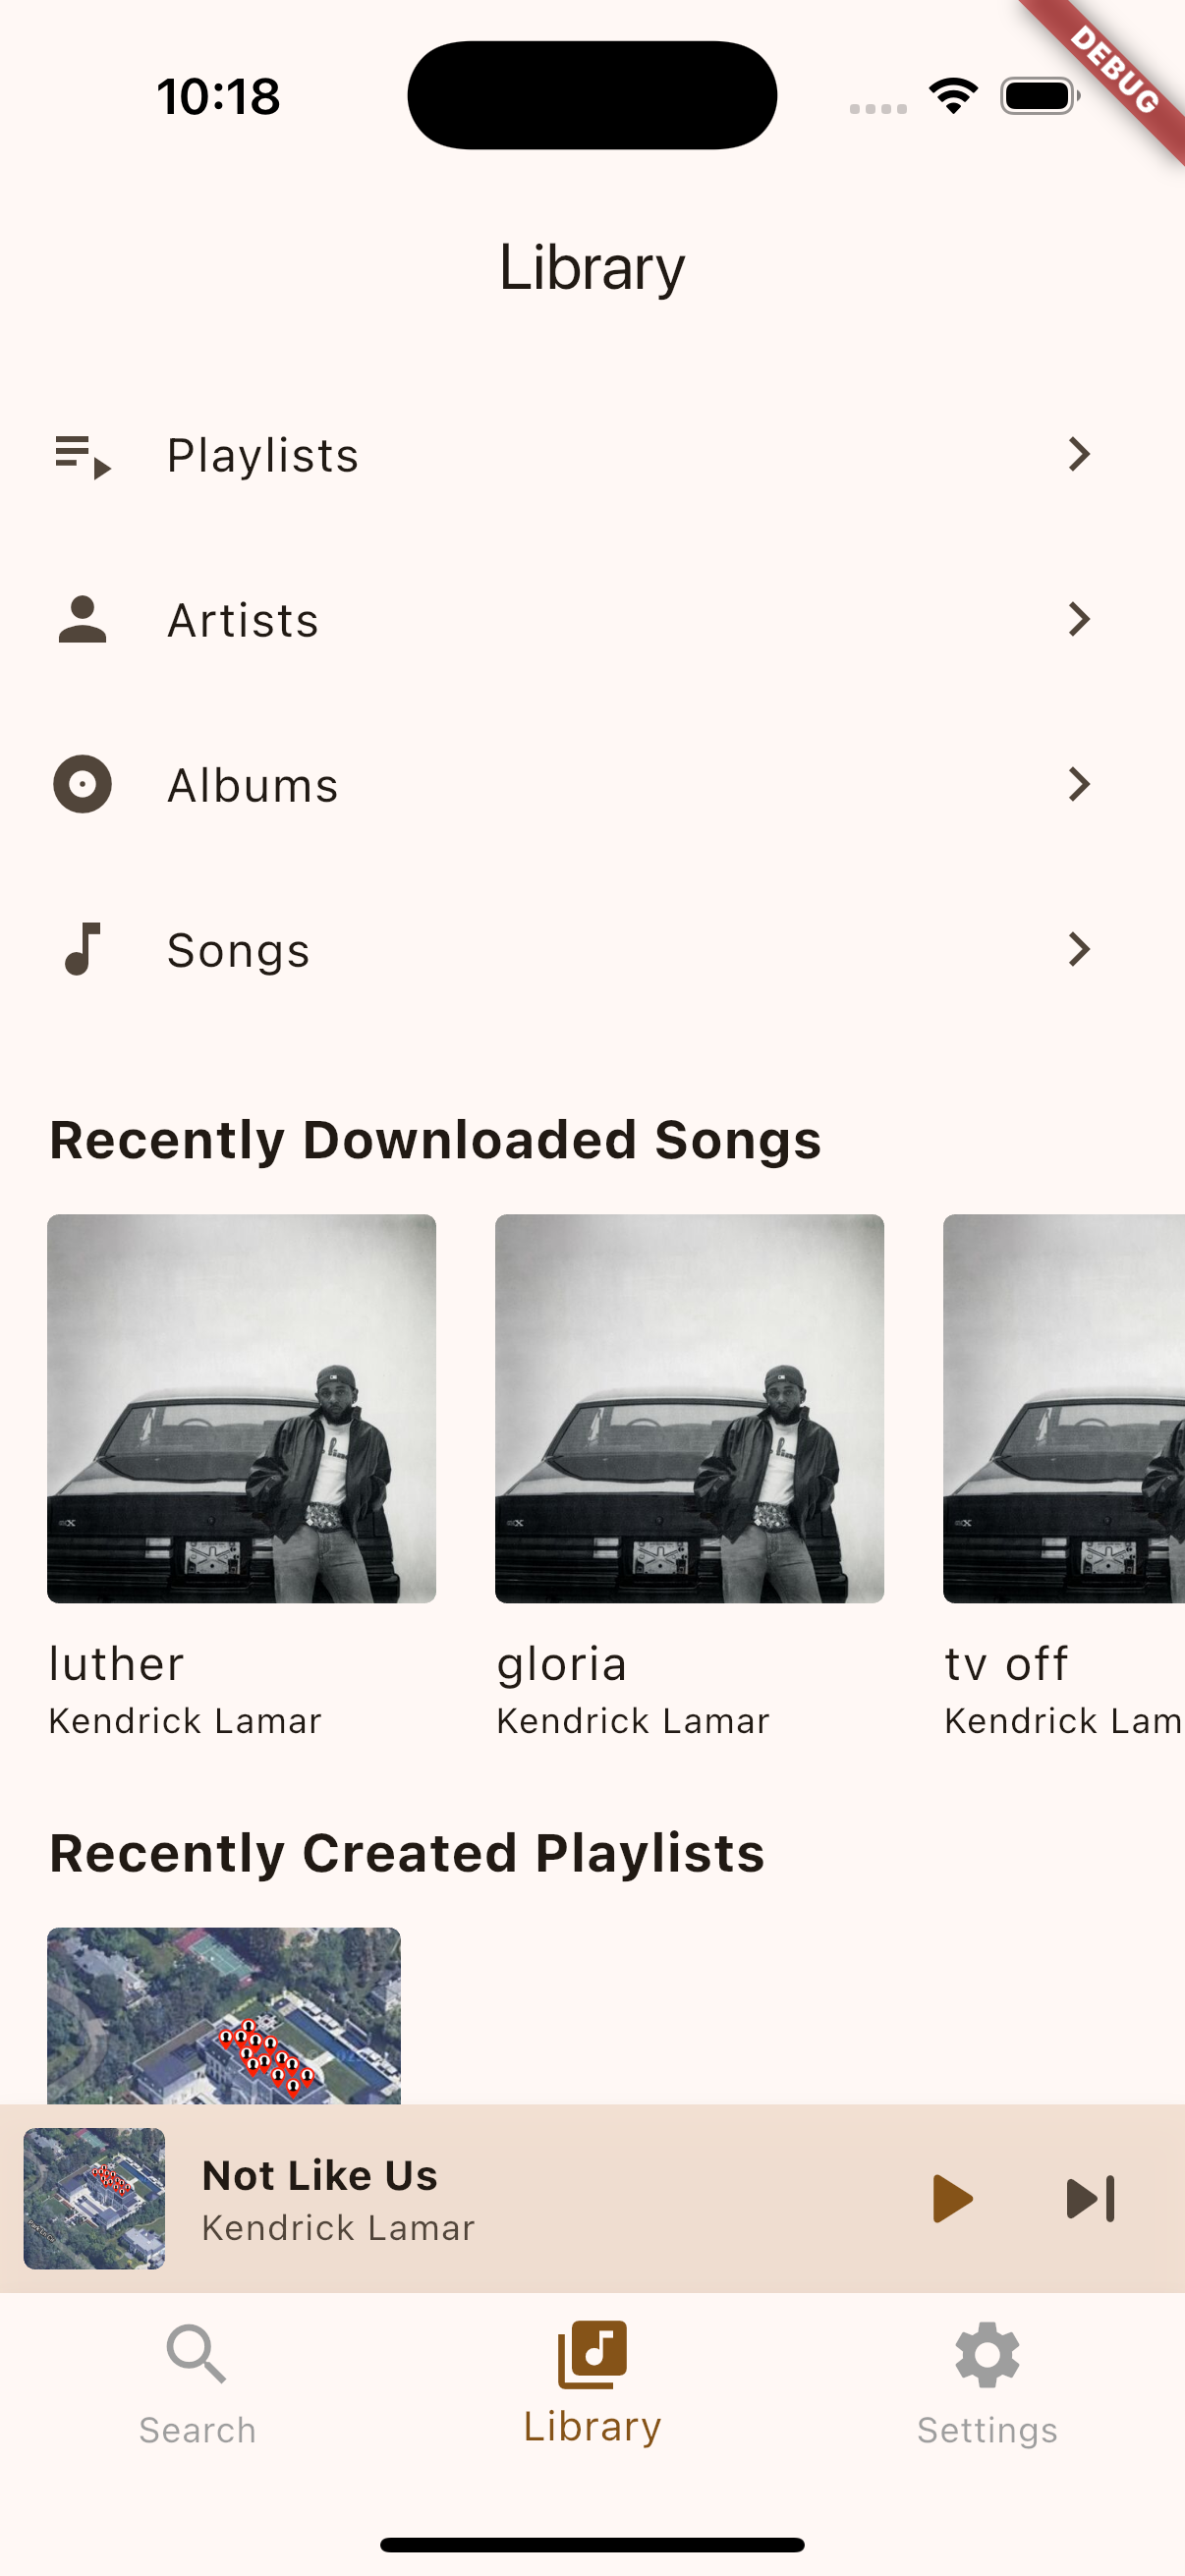 10:18
DEBUG
Library
Playlists
Artists
Albums
Songs
Recently Downloaded Songs
luther
Kendrick Lamar
gloria
Kendrick Lamar
tv off
Kendrick Lam
Recently Created Playlists
Not Like Us
Kendrick Lamar
Search
Library
Settings